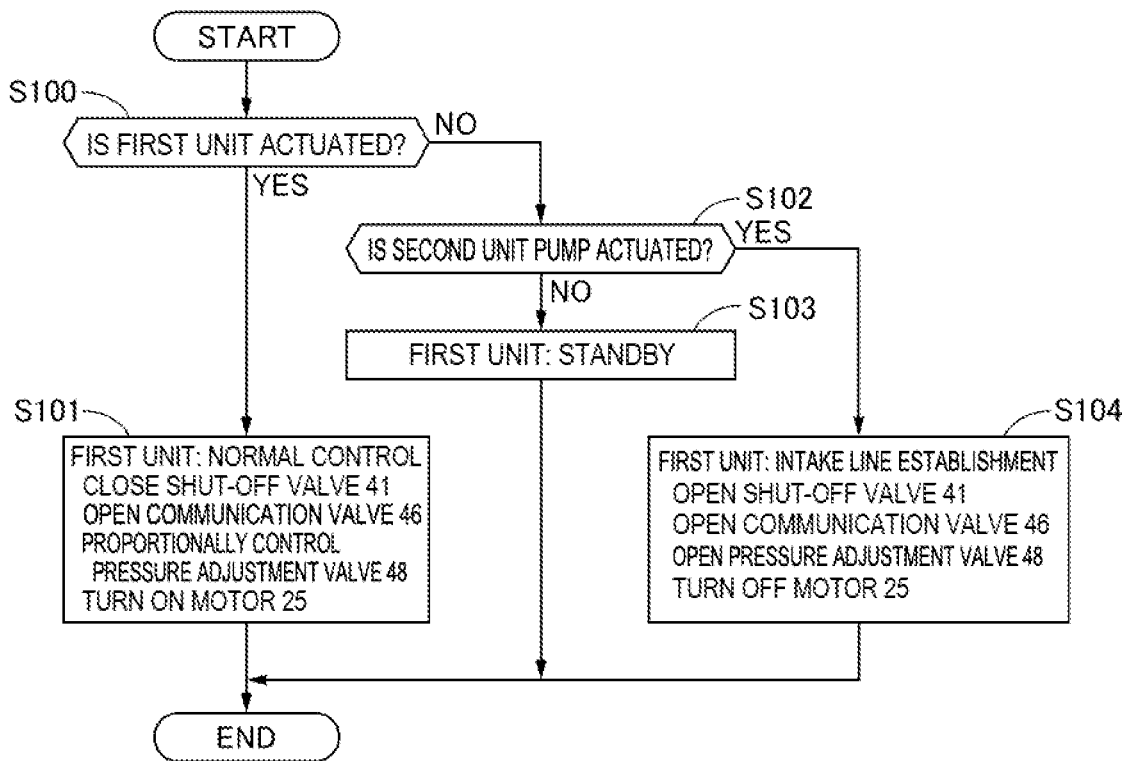 START
S100
IS FIRST UNIT ACTUATED?
NO
YES
S102
IS SECOND UNIT PUMP ACTUATED?
YES
NO
S103
FIRST UNIT: STANDBY
S101
FIRST UNIT: NORMAL CONTROL
CLOSE SHUT-OFF VALVE 41
OPEN COMMUNICATION VALVE 46
PROPORTIONALLY CONTROL
PRESSURE ADJUSTMENT VALVE 48
TURN ON MOTOR 25
S104
FIRST UNIT: INTAKE LINE ESTABLISHMENT
OPEN SHUT-OFF VALVE 41
OPEN COMMUNICATION VALVE 46
OPEN PRESSURE ADJUSTMENT VALVE 48
TURN OFF MOTOR 25
END